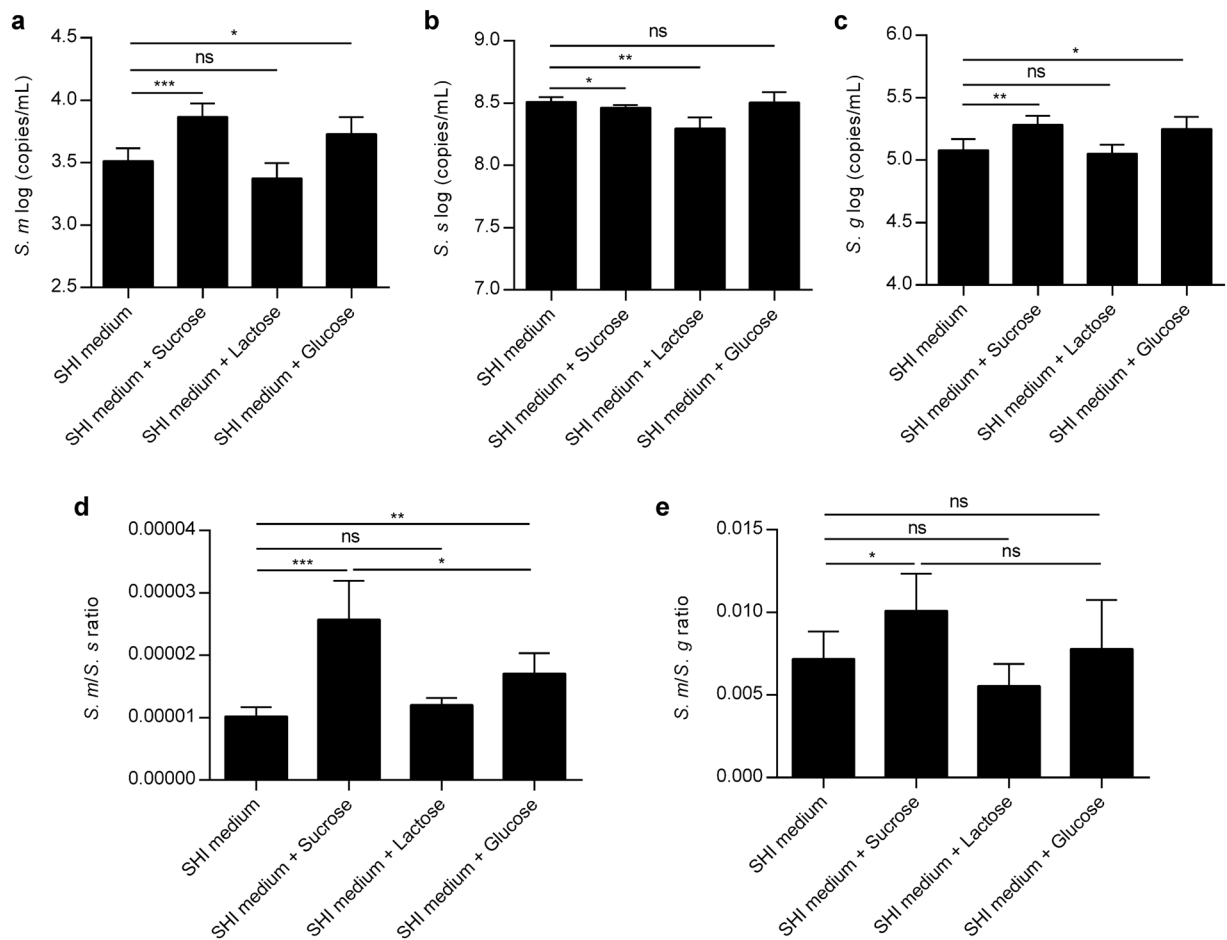 a
*
ns
***
4.5
4.0
3.5
3.0
2.5
S. m log (copies/mL)
SHI medium
SHI medium + Sucrose
SHI medium + Lactose
SHI medium + Glucose
b
ns
**
*
9.0
8.5
8.0
7.5
7.0
S. s log (copies/mL)
SHI medium
SHI medium + Sucrose
SHI medium + Lactose
SHI medium + Glucose
c
*
ns
**
6.0
5.5
5.0
4.5
4.0
S. g log (copies/mL)
SHI medium
SHI medium + Sucrose
SHI medium + Lactose
SHI medium + Glucose
d
**
ns
***
*
0.00004
0.00003
0.00002
0.00001
0.00000
S. m/S. s ratio
SHI medium
SHI medium + Sucrose
SHI medium + Lactose
SHI medium + Glucose
e
ns
ns
*
ns
0.015
0.010
0.005
0.000
S. m/S. g ratio
SHI medium
SHI medium + Sucrose
SHI medium + Lactose
SHI medium + Glucose